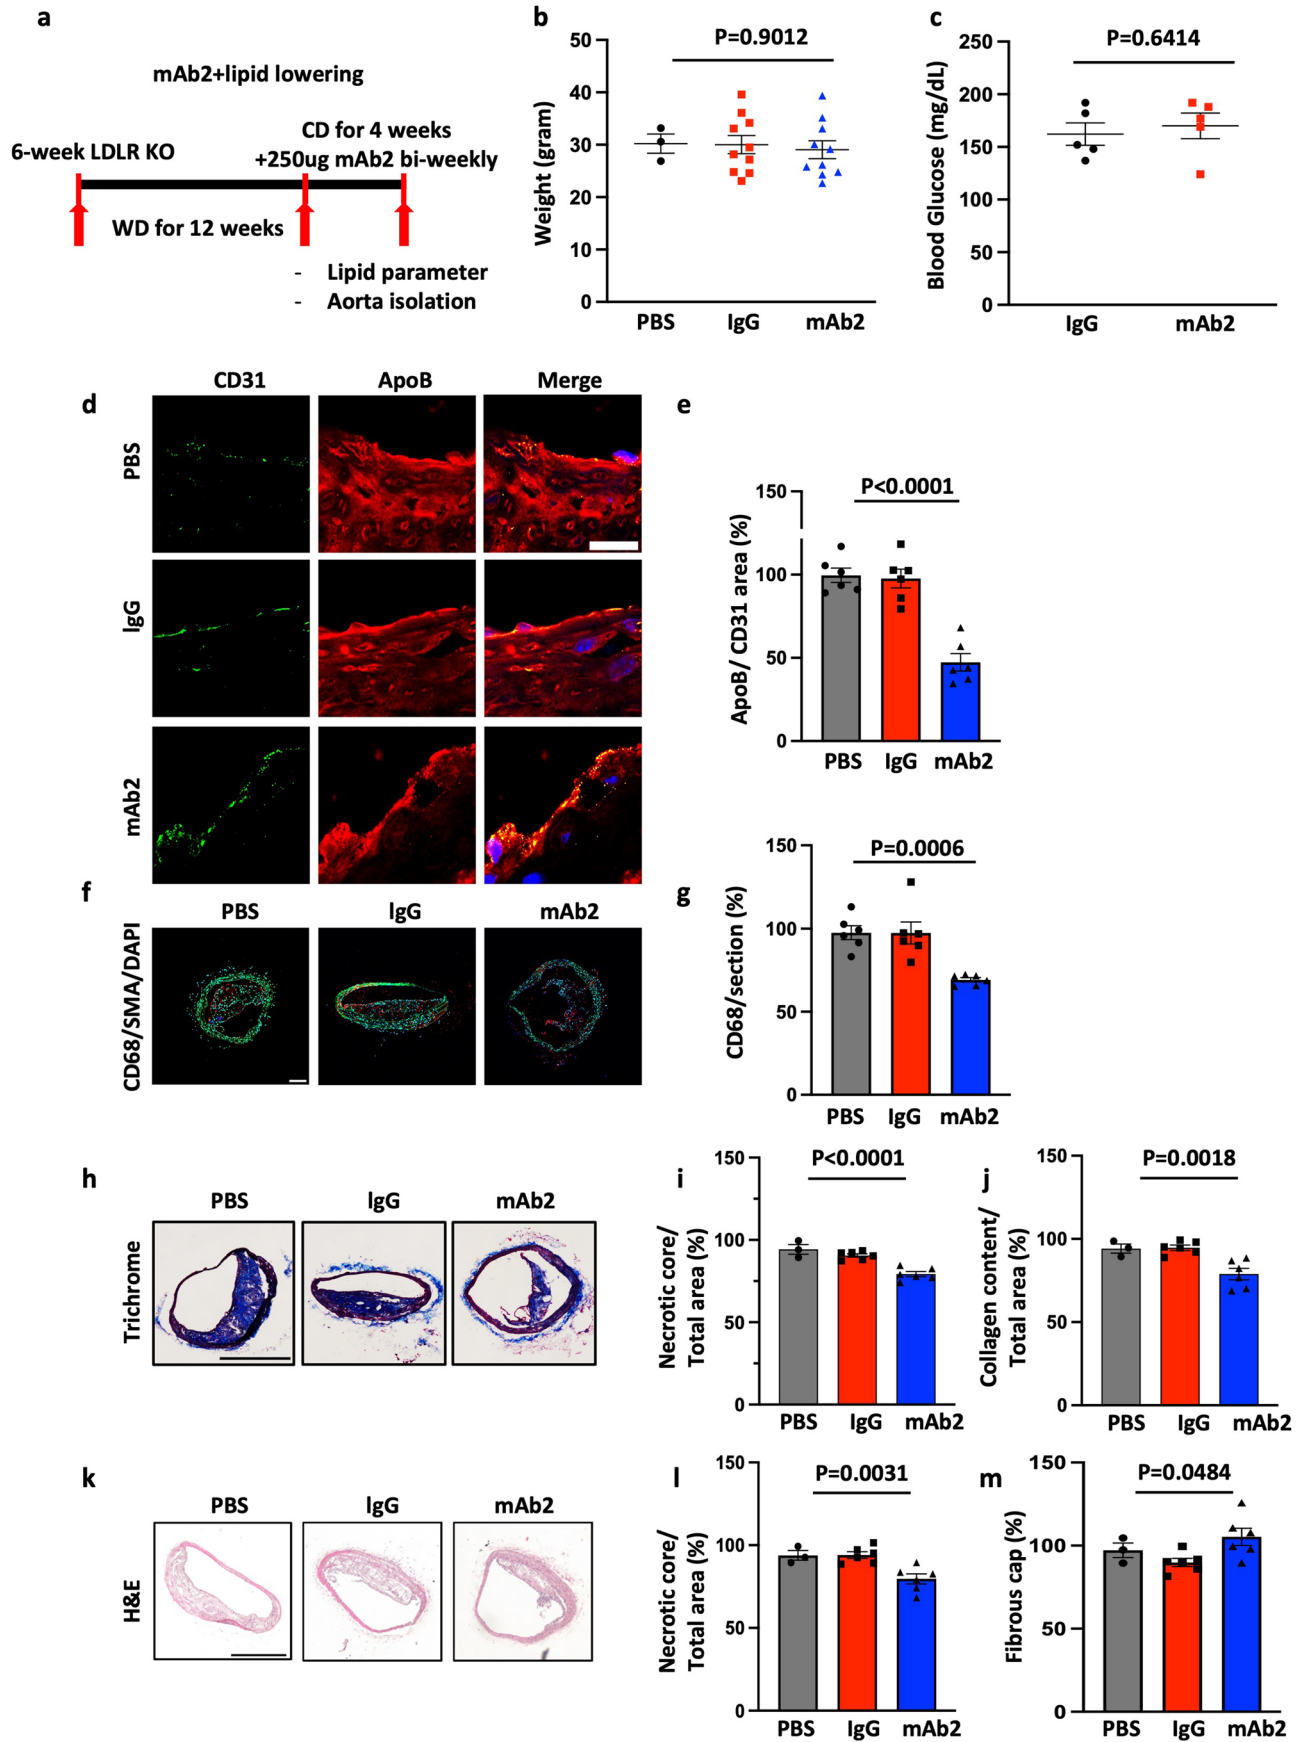 a
mAb2+lipid lowering
6-week LDLR KO
CD for 4 weeks
+250ug mAb2 bi-weekly
WD for 12 weeks
- Lipid parameter
- Aorta isolation
b
P=0.9012
Weight (gram)
50
40
30
20
10
0
PBS IgG mAb2
c
P=0.6414
Blood Glucose (mg/dL)
250
200
150
100
50
0
IgG mAb2
d
CD31 ApoB Merge
PBS
IgG
mAb2
e
P<0.0001
ApoB/ CD31 area (%)
150
100
50
0
PBS IgG mAb2
f
PBS IgG mAb2
CD68/SMA/DAPI
g
P=0.0006
CD68/section (%)
150
100
50
0
PBS IgG mAb2
h
PBS IgG mAb2
Trichrome
i
P<0.0001
Necrotic core/
Total area (%)
150
100
50
0
PBS IgG mAb2
j
P=0.0018
Collagen content/
Total area (%)
150
100
50
0
PBS IgG mAb2
k
PBS IgG mAb2
H&E
l
P=0.0031
Necrotic core/
Total area (%)
150
100
50
0
PBS IgG mAb2
m
P=0.0484
Fibrous cap (%)
150
100
50
0
PBS IgG mAb2